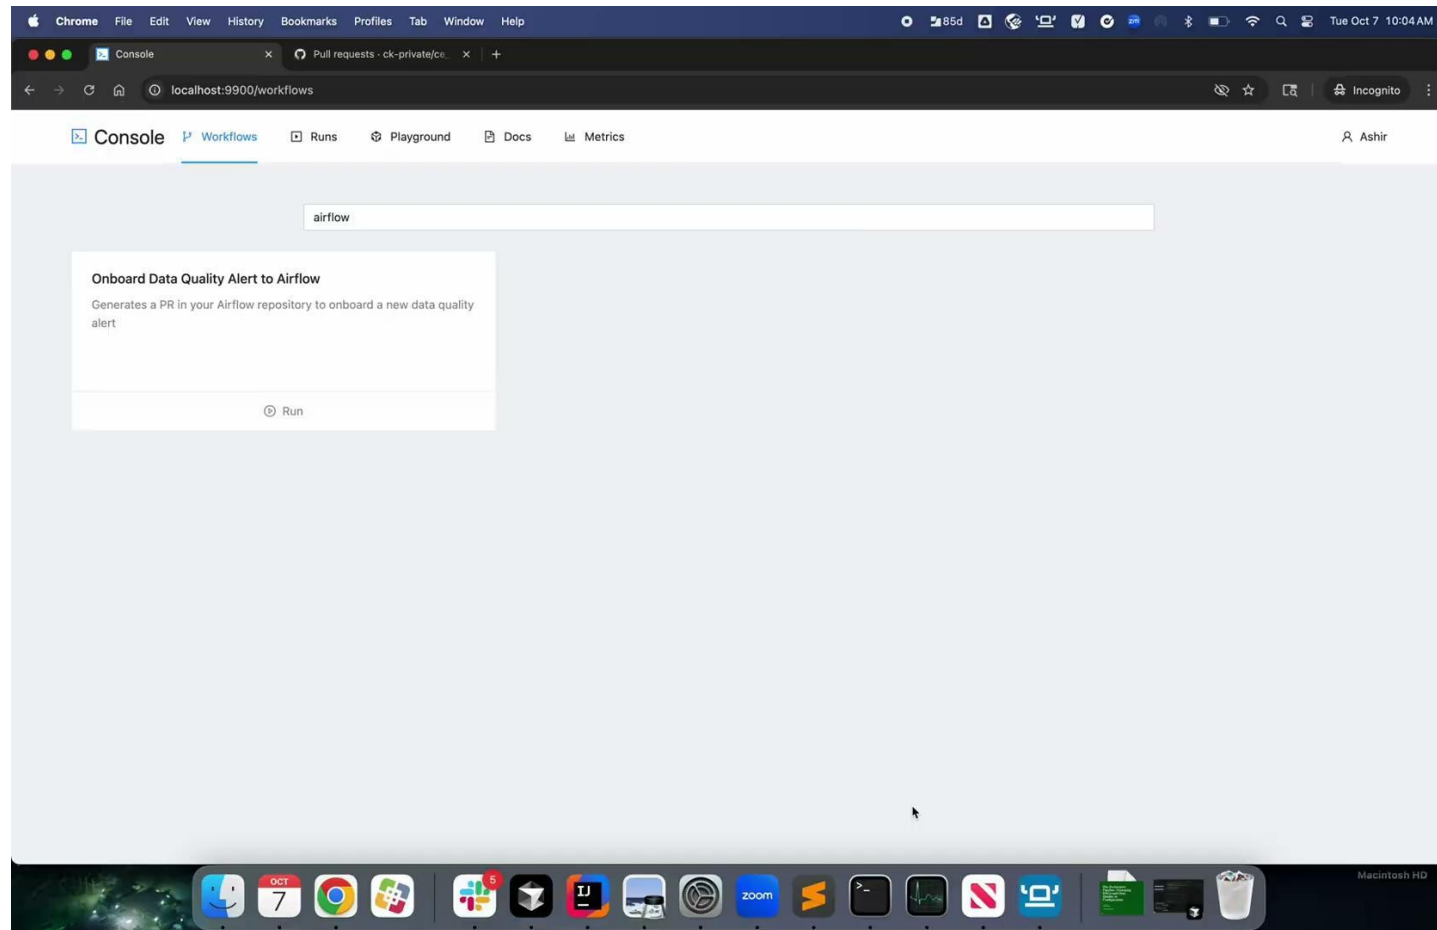 Chrome File Edit View History Bookmarks Profiles Tab Window Help 85d zm Tue Oct 7 10:04 AM
Console Pull requests · ck-private/ce_
localhost:9900/workflows Incognito
Console Workflows Runs Playground Docs Metrics Ashir
airflow
Onboard Data Quality Alert to Airflow
Generates a PR in your Airflow repository to onboard a new data quality
alert
Run
Macintosh HD
OCT
7
5
IJ
zoom